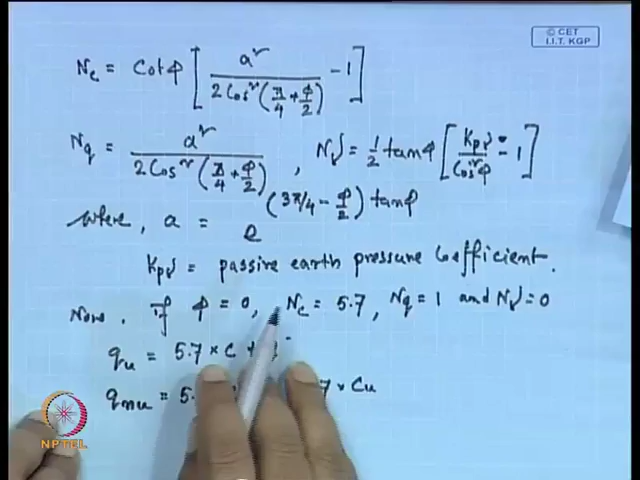 © CET
I.I.T. KGP
Nc = Cotφ [ a² / 2Cos²(π/4 + φ/2) - 1 ]
Nq = a² / 2Cos²(π/4 + φ/2) , Nγ = 1/2 tanφ [ Kpγ / Cos²φ - 1 ]
where, a = e^(3π/4 - φ/2) tanφ
Kpγ = passive earth pressure Coefficient.
Now, if φ = 0, Nc = 5.7, Nq = 1 and Nγ = 0
qu = 5.7 × C +
qnu = 5. 7 × Cu
NPTEL